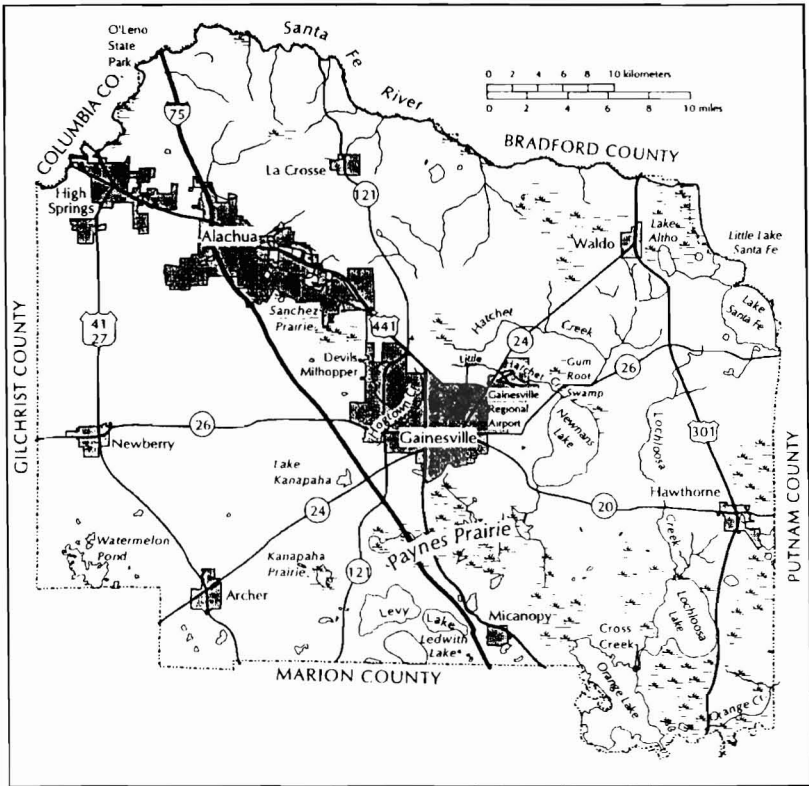 O'Leno
State
Park
Santa Fe River
0 2 4 6 8 10 kilometers
0 2 4 6 8 10 miles
COLUMBIA CO.
75
BRADFORD COUNTY
La Crosse
121
High
Springs
Alachua
Waldo
Lake
Altho
Little Lake
Santa Fe
Lake
Santa Fe
Sanchez
Prairie
GILCHRIST COUNTY
41
27
441
Hatchet Creek
24
Devils
Milhopper
Little Hatchet Cr.
Gum
Root
Swamp
26
Gainesville
Regional
Airport
Hogtown Cr.
26
Newberry
Gainesville
Newmans
Lake
Lochloosa
Creek
301
Lake
Kanapaha
24
20
Hawthorne
PUTNAM COUNTY
Watermelon
Pond
Paynes Prairie
Kanapaha
Prairie
121
Archer
Levy
Lake
Ledwith
Lake
Micanopy
Lochloosa
Lake
Cross
Creek
MARION COUNTY
Orange Lake
Orange Cr.